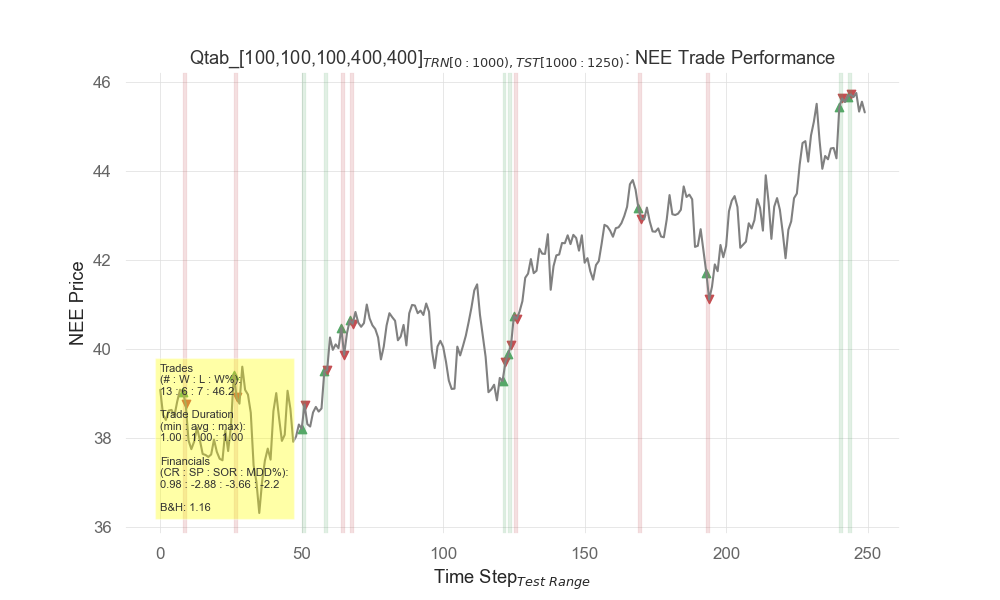 Qtab_[100,100,100,400,400]TRN[0 : 1000), TST[1000 : 1250): NEE Trade Performance
46
44
42
40
38
36
NEE Price
Trades
(# : W : L : W%):
13 : 6 : 7 : 46.2
Trade Duration
(min : avg : max):
1.00 : 1.00 : 1.00
Financials
(CR : SP : SOR : MDD%):
0.98 : -2.88 : -3.66 : -2.2
B&H: 1.16
0 50 100 150 200 250
Time StepTest Range